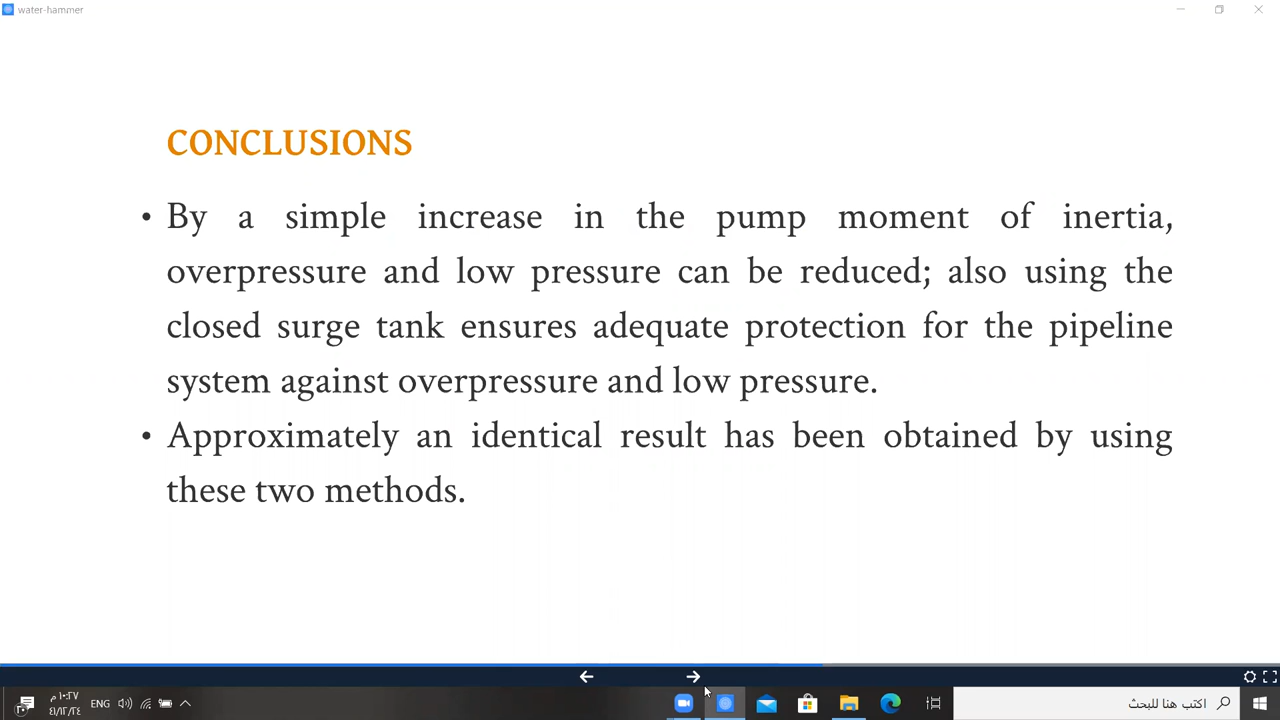 water-hammer
CONCLUSIONS
• By a simple increase in the pump moment of inertia,
overpressure and low pressure can be reduced; also using the
closed surge tank ensures adequate protection for the pipeline
system against overpressure and low pressure.
• Approximately an identical result has been obtained by using
these two methods.
١٠:٢٧ م
ENG
اكتب هنا للبحث